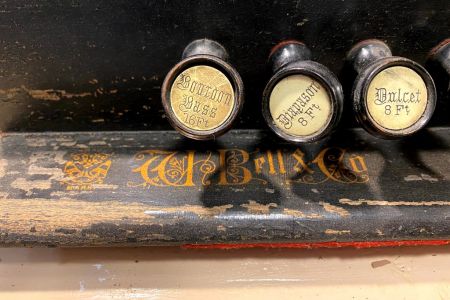 Bourdon
Bass
16 Ft
Diapason
8 Ft
Dulcet
8 Ft
W. Bell & Co